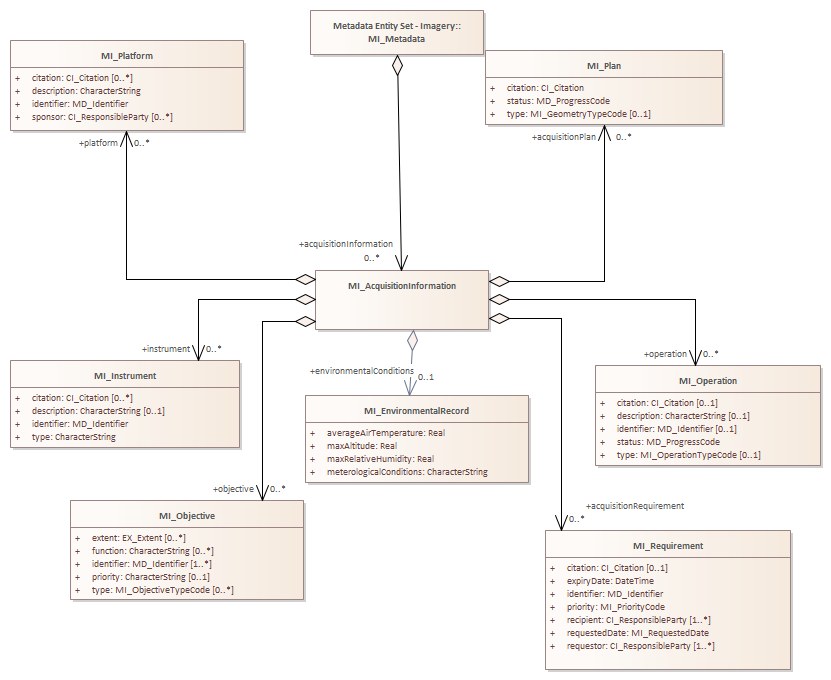 Metadata Entity Set - Imagery::
MI_Metadata
MI_Platform
+ citation: CI_Citation [0..*]
+ description: CharacterString
+ identifier: MD_Identifier
+ sponsor: CI_ResponsibleParty [0..*]
MI_Plan
+ citation: CI_Citation
+ status: MD_ProgressCode
+ type: MI_GeometryTypeCode [0..1]
+platform 0..*
+acquisitionPlan 0..*
+acquisitionInformation
0..*
MI_AcquisitionInformation
+instrument 0..*
+environmentalConditions
0..1
+operation 0..*
MI_Instrument
+ citation: CI_Citation [0..*]
+ description: CharacterString [0..1]
+ identifier: MD_Identifier
+ type: CharacterString
MI_EnvironmentalRecord
+ averageAirTemperature: Real
+ maxAltitude: Real
+ maxRelativeHumidity: Real
+ meterologicalConditions: CharacterString
MI_Operation
+ citation: CI_Citation [0..1]
+ description: CharacterString [0..1]
+ identifier: MD_Identifier [0..1]
+ status: MD_ProgressCode
+ type: MI_OperationTypeCode [0..1]
+objective 0..*
+acquisitionRequirement
0..*
MI_Objective
+ extent: EX_Extent [0..*]
+ function: CharacterString [0..*]
+ identifier: MD_Identifier [1..*]
+ priority: CharacterString [0..1]
+ type: MI_ObjectiveTypeCode [0..*]
MI_Requirement
+ citation: CI_Citation [0..1]
+ expiryDate: DateTime
+ identifier: MD_Identifier
+ priority: MI_PriorityCode
+ recipient: CI_ResponsibleParty [1..*]
+ requestedDate: MI_RequestedDate
+ requestor: CI_ResponsibleParty [1..*]